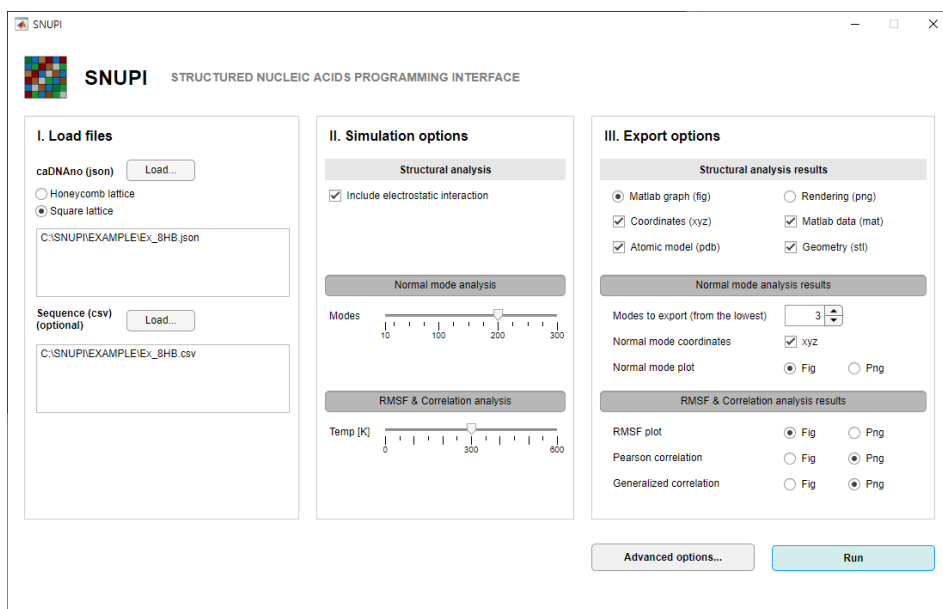 SNUPI
SNUPI STRUCTURED NUCLEIC ACIDS PROGRAMMING INTERFACE
I. Load files
caDNAno (json) Load...
Honeycomb lattice
Square lattice
C:\SNUPI\EXAMPLE\Ex_8HB.json
Sequence (csv)
(optional)
Load...
C:\SNUPI\EXAMPLE\Ex_8HB.csv
II. Simulation options
Structural analysis
Include electrostatic interaction
Normal mode analysis
Modes
10 100 200 300
RMSF & Correlation analysis
Temp [K]
0 300 600
III. Export options
Structural analysis results
Matlab graph (fig) Rendering (png)
Coordinates (xyz) Matlab data (mat)
Atomic model (pdb) Geometry (stl)
Normal mode analysis results
Modes to export (from the lowest) 3
Normal mode coordinates xyz
Normal mode plot Fig Png
RMSF & Correlation analysis results
RMSF plot Fig Png
Pearson correlation Fig Png
Generalized correlation Fig Png
Advanced options... Run